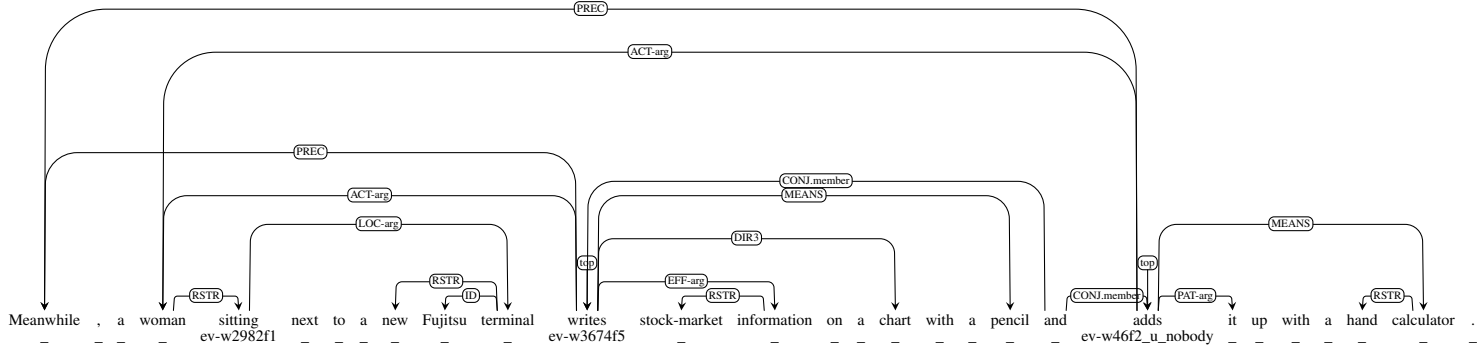 PREC
ACT-arg
PREC
CONJ.member
ACT-arg MEANS
LOC-arg MEANS
DIR3
top top
RSTR EFF-arg
RSTR ID RSTR CONJ.member PAT-arg RSTR
Meanwhile , a woman sitting next to a new Fujitsu terminal writes stock-market information on a chart with a pencil and adds it up with a hand calculator .
_ _ _ _ ev-w2982f1 _ _ _ _ _ _ ev-w3674f5 _ _ _ _ _ _ _ _ _ ev-w46f2_u_nobody _ _ _ _ _ _ _